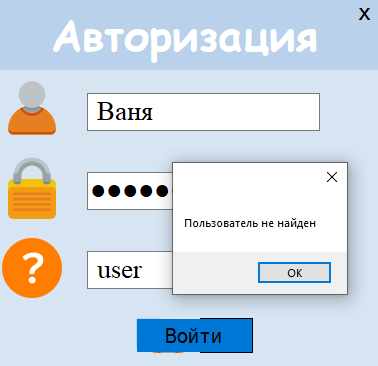 x
Авторизация
Ваня
●●●●●●
Пользователь не найден
OK
?
user
Войти